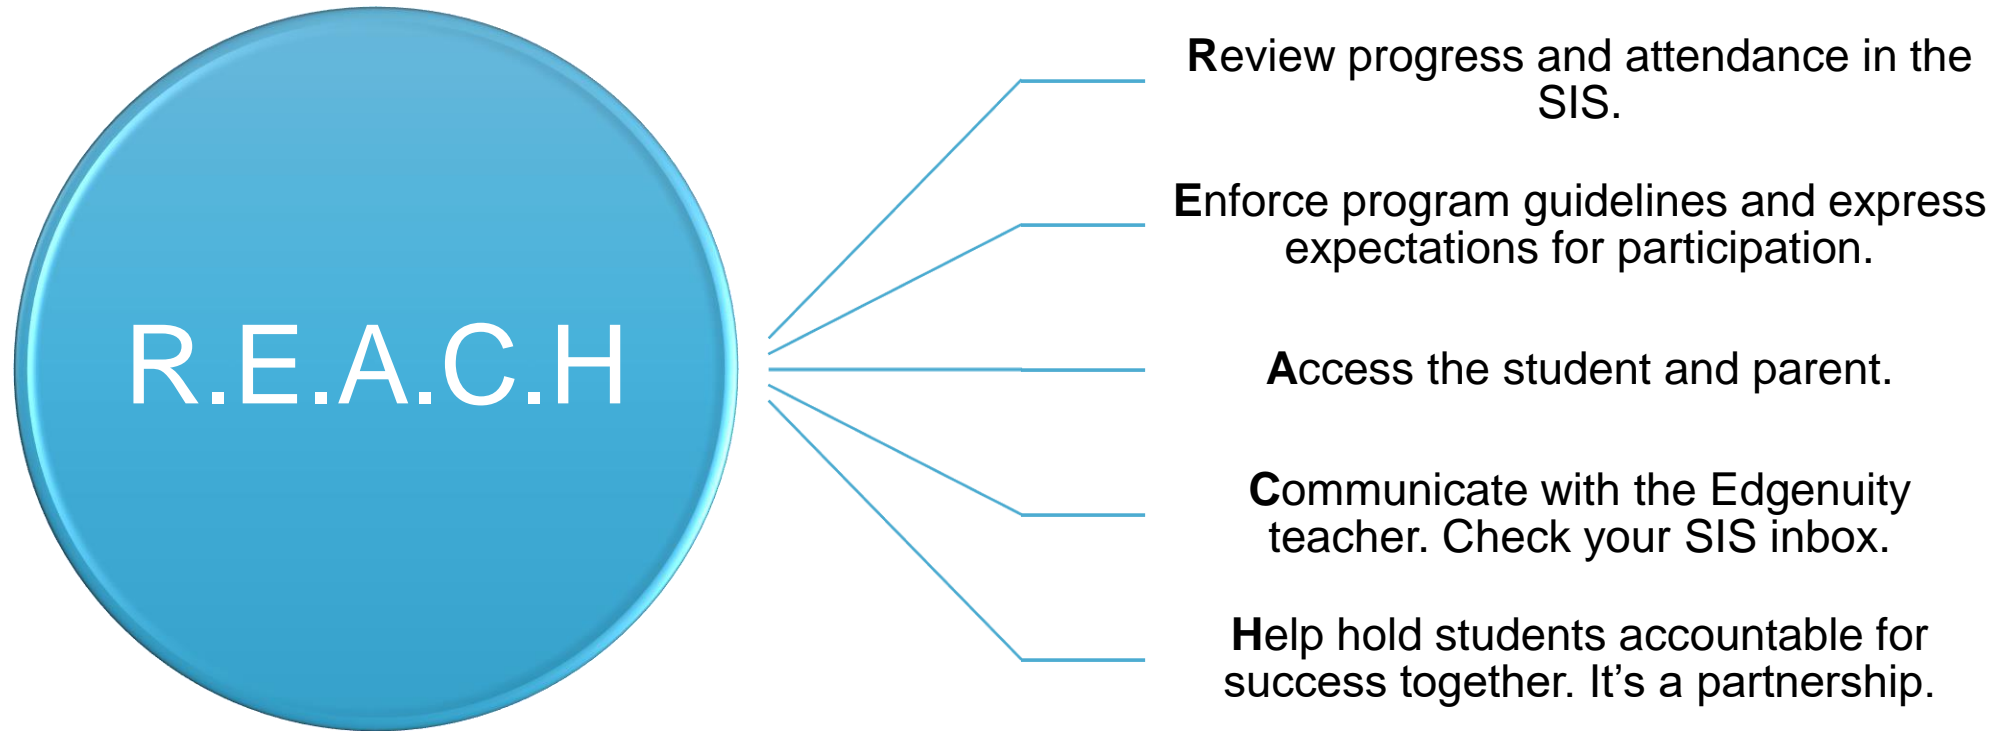 R.E.A.C.H
Review progress and attendance in the
SIS.
Enforce program guidelines and express
expectations for participation.
Access the student and parent.
Communicate with the Edgenuity
teacher. Check your SIS inbox.
Help hold students accountable for
success together. It’s a partnership.